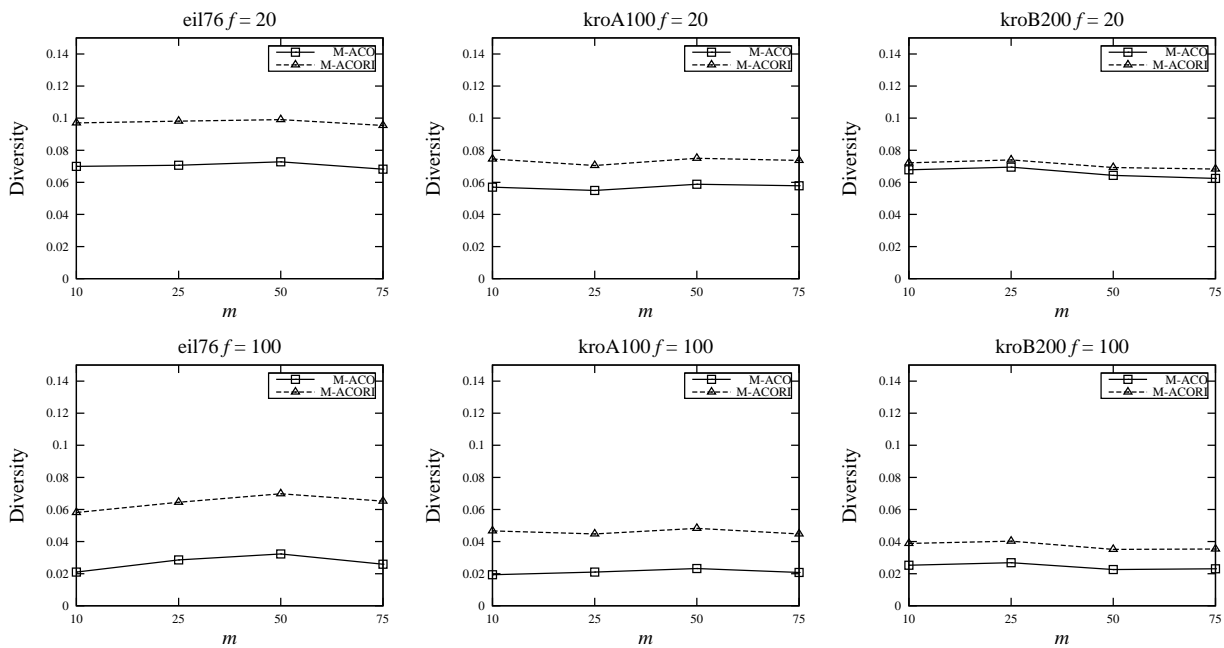 eil76 f = 20
M-ACO
M-ACORI
Diversity
0.14
0.12
0.1
0.08
0.06
0.04
0.02
0
10
25
50
75
m
kroA100 f = 20
M-ACO
M-ACORI
Diversity
0.14
0.12
0.1
0.08
0.06
0.04
0.02
0
10
25
50
75
m
kroB200 f = 20
M-ACO
M-ACORI
Diversity
0.14
0.12
0.1
0.08
0.06
0.04
0.02
0
10
25
50
75
m
eil76 f = 100
M-ACO
M-ACORI
Diversity
0.14
0.12
0.1
0.08
0.06
0.04
0.02
0
10
25
50
75
m
kroA100 f = 100
M-ACO
M-ACORI
Diversity
0.14
0.12
0.1
0.08
0.06
0.04
0.02
0
10
25
50
75
m
kroB200 f = 100
M-ACO
M-ACORI
Diversity
0.14
0.12
0.1
0.08
0.06
0.04
0.02
0
10
25
50
75
m